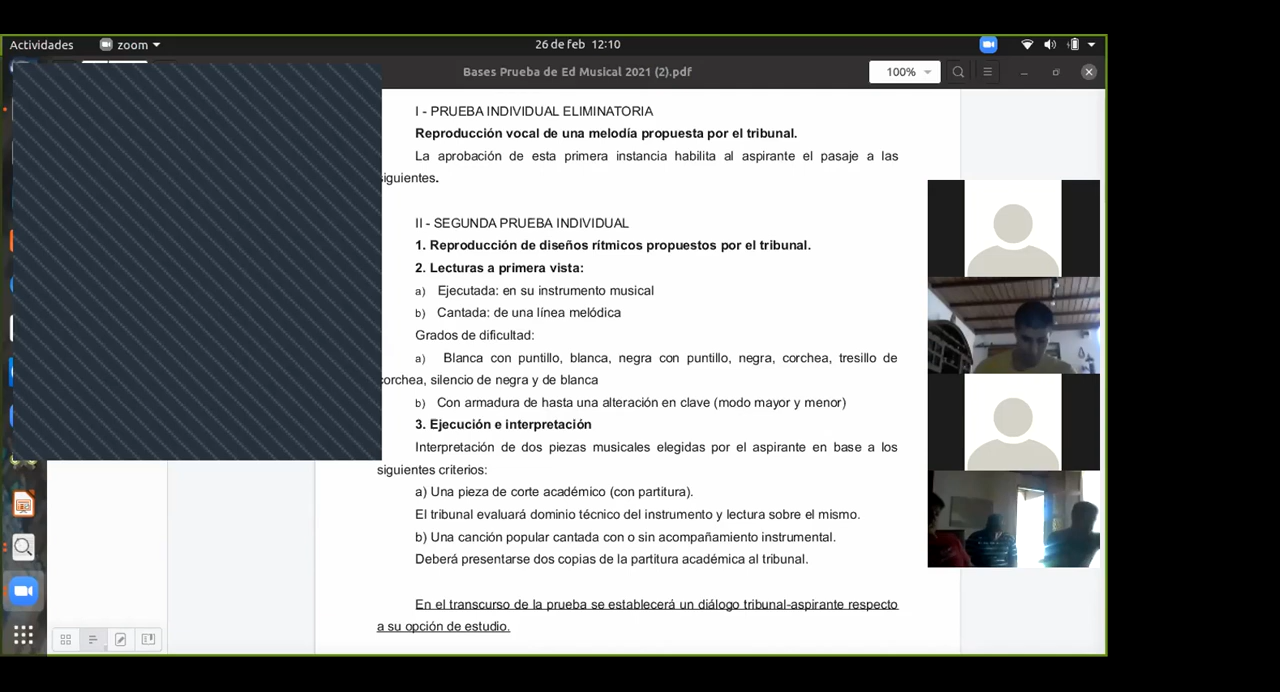 Actividades
zoom
26 de feb 12:10
Bases Prueba de Ed Musical 2021 (2).pdf
100%
I - PRUEBA INDIVIDUAL ELIMINATORIA
Reproducción vocal de una melodía propuesta por el tribunal.
La aprobación de esta primera instancia habilita al aspirante el pasaje a las
siguientes.
II - SEGUNDA PRUEBA INDIVIDUAL
1. Reproducción de diseños rítmicos propuestos por el tribunal.
2. Lecturas a primera vista:
a) Ejecutada: en su instrumento musical
b) Cantada: de una línea melódica
Grados de dificultad:
a) Blanca con puntillo, blanca, negra con puntillo, negra, corchea, tresillo de
corchea, silencio de negra y de blanca
b) Con armadura de hasta una alteración en clave (modo mayor y menor)
3. Ejecución e interpretación
Interpretación de dos piezas musicales elegidas por el aspirante en base a los
siguientes criterios:
a) Una pieza de corte académico (con partitura).
El tribunal evaluará dominio técnico del instrumento y lectura sobre el mismo.
b) Una canción popular cantada con o sin acompañamiento instrumental.
Deberá presentarse dos copias de la partitura académica al tribunal.
En el transcurso de la prueba se establecerá un diálogo tribunal-aspirante respecto
a su opción de estudio.